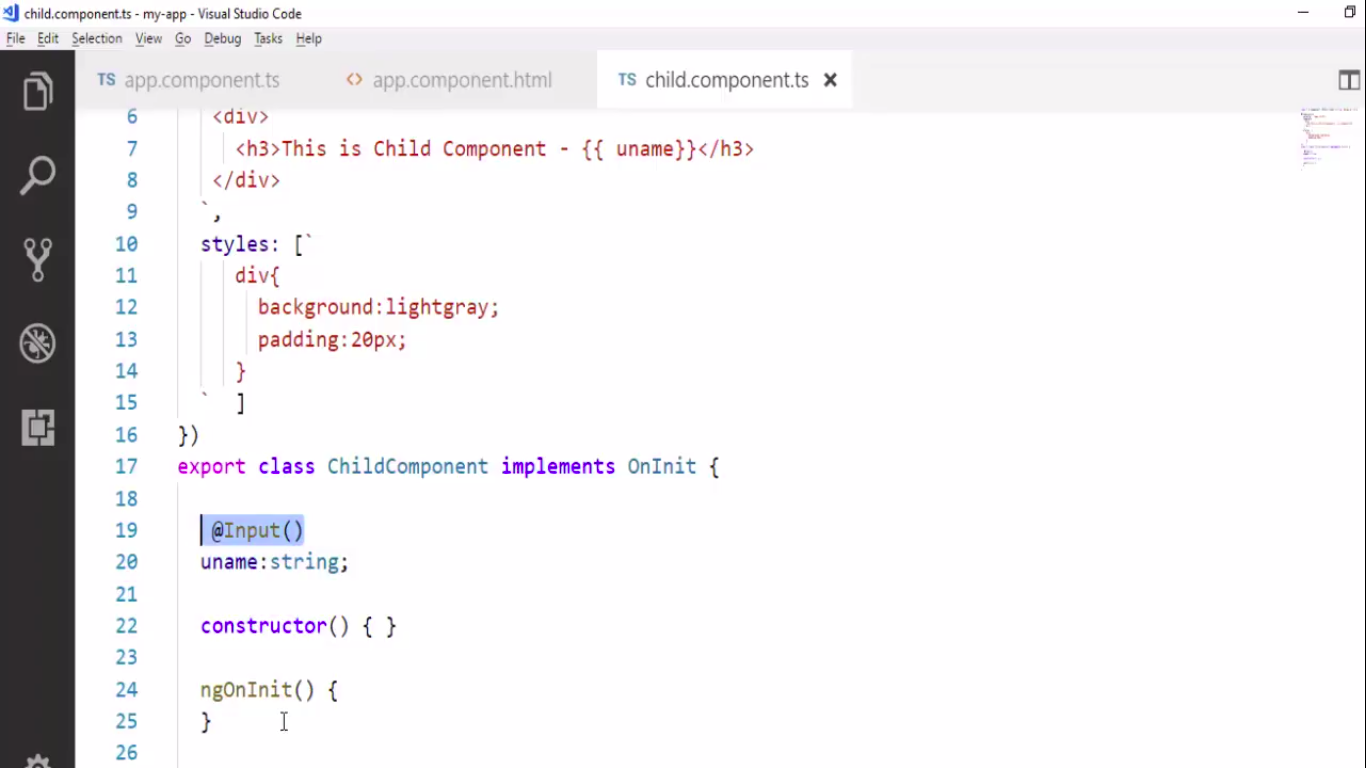 child.component.ts - my-app - Visual Studio Code
File Edit Selection View Go Debug Tasks Help
TS app.component.ts <> app.component.html TS child.component.ts
6 <div>
7 <h3>This is Child Component - {{ uname}}</h3>
8 </div>
9 `,
10 styles: [`
11 div{
12 background:lightgray;
13 padding:20px;
14 }
15 ` ]
16 })
17 export class ChildComponent implements OnInit {
18
19 @Input()
20 uname:string;
21
22 constructor() { }
23
24 ngOnInit() {
25 }
26